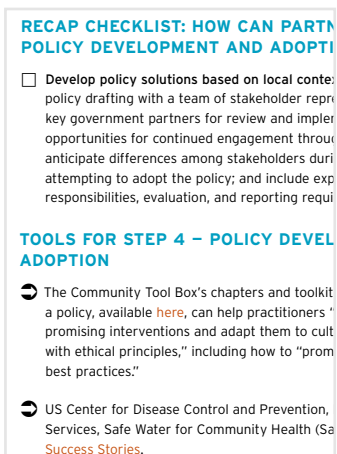 RECAP CHECKLIST: HOW CAN PARTN
POLICY DEVELOPMENT AND ADOPTI
Develop policy solutions based on local conte
policy drafting with a team of stakeholder repr
key government partners for review and imple
opportunities for continued engagement throu
anticipate differences among stakeholders duri
attempting to adopt the policy; and include exp
responsibilities, evaluation, and reporting requi
TOOLS FOR STEP 4 – POLICY DEVEL
ADOPTION
The Community Tool Box's chapters and toolkit
a policy, available here, can help practitioners "
promising interventions and adapt them to cult
with ethical principles," including how to "prom
best practices."
US Center for Disease Control and Prevention,
Services, Safe Water for Community Health (Sa
Success Stories.